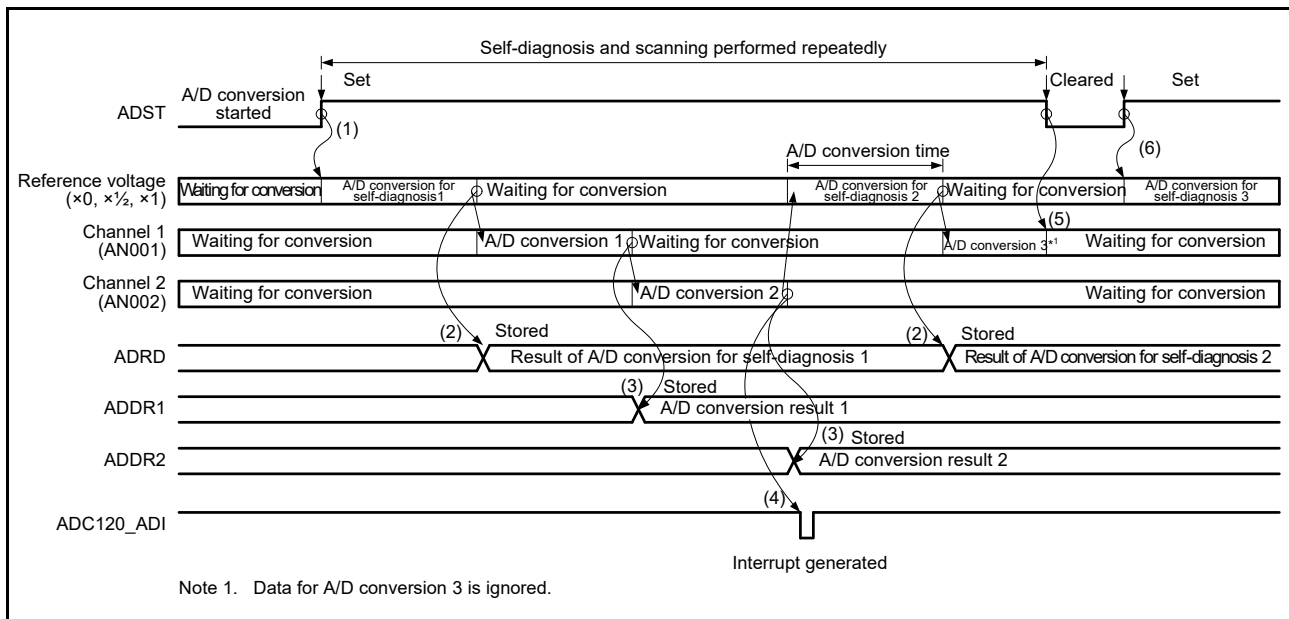 Self-diagnosis and scanning performed repeatedly
Set
Cleared
Set
A/D conversion
started
ADST
(1)
(6)
A/D conversion time
Reference voltage
(×0, ×½, ×1)
Waiting for conversion
A/D conversion for
self-diagnosis1
Waiting for conversion
A/D conversion for
self-diagnosis 2
Waiting for conversion
A/D conversion for
self-diagnosis 3
(5)
Channel 1
(AN001)
Waiting for conversion
A/D conversion 1
Waiting for conversion
A/D conversion 3*1
Waiting for conversion
Channel 2
(AN002)
Waiting for conversion
A/D conversion 2
Waiting for conversion
(2)
Stored
(2)
Stored
ADRD
Result of A/D conversion for self-diagnosis 1
Result of A/D conversion for self-diagnosis 2
(3)
Stored
ADDR1
A/D conversion result 1
(3)
Stored
ADDR2
A/D conversion result 2
(4)
ADC120_ADI
Interrupt generated
Note 1. Data for A/D conversion 3 is ignored.